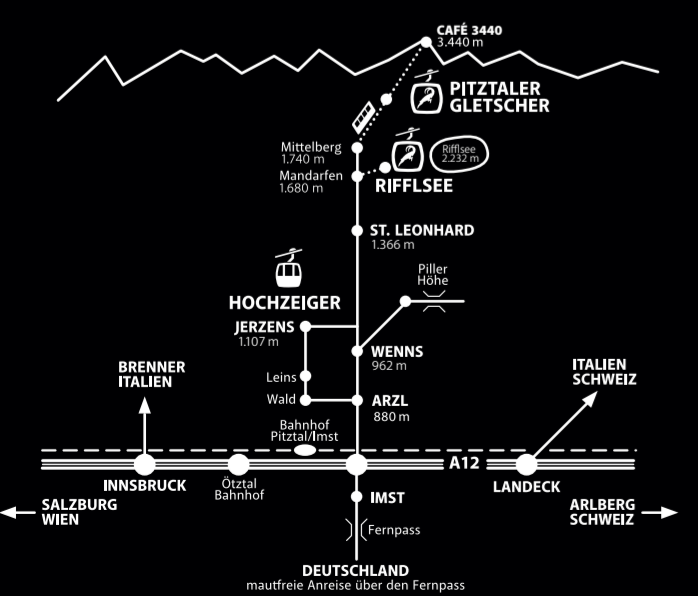 CAFÉ 3440
3.440 m
PITZTALER
GLETSCHER
Mittelberg
1.740 m
Rifflsee
2.232 m
Mandarfen
1.680 m
RIFFLSEE
ST. LEONHARD
1.366 m
Piller
Höhe
HOCHZEIGER
JERZENS
1.107 m
WENNS
962 m
BRENNER
ITALIEN
ITALIEN
SCHWEIZ
Leins
Wald
ARZL
880 m
Bahnhof
Pitztal/Imst
A12
INNSBRUCK
Ötztal
Bahnhof
LANDECK
IMST
SALZBURG
WIEN
ARLBERG
SCHWEIZ
Fernpass
DEUTSCHLAND
mautfreie Anreise über den Fernpass